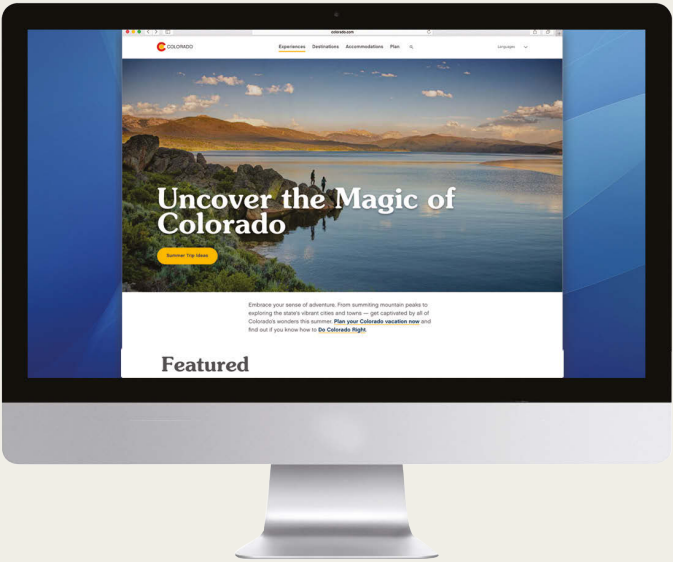 colorado.com
COLORADO
Experiences Destinations Accommodations Plan
Languages
Uncover the Magic of
Colorado
Summer Trip Ideas
Embrace your sense of adventure. From summiting mountain peaks to
exploring the state's vibrant cities and towns — get captivated by all of
Colorado's wonders this summer. Plan your Colorado vacation now and
find out if you know how to Do Colorado Right.
Featured